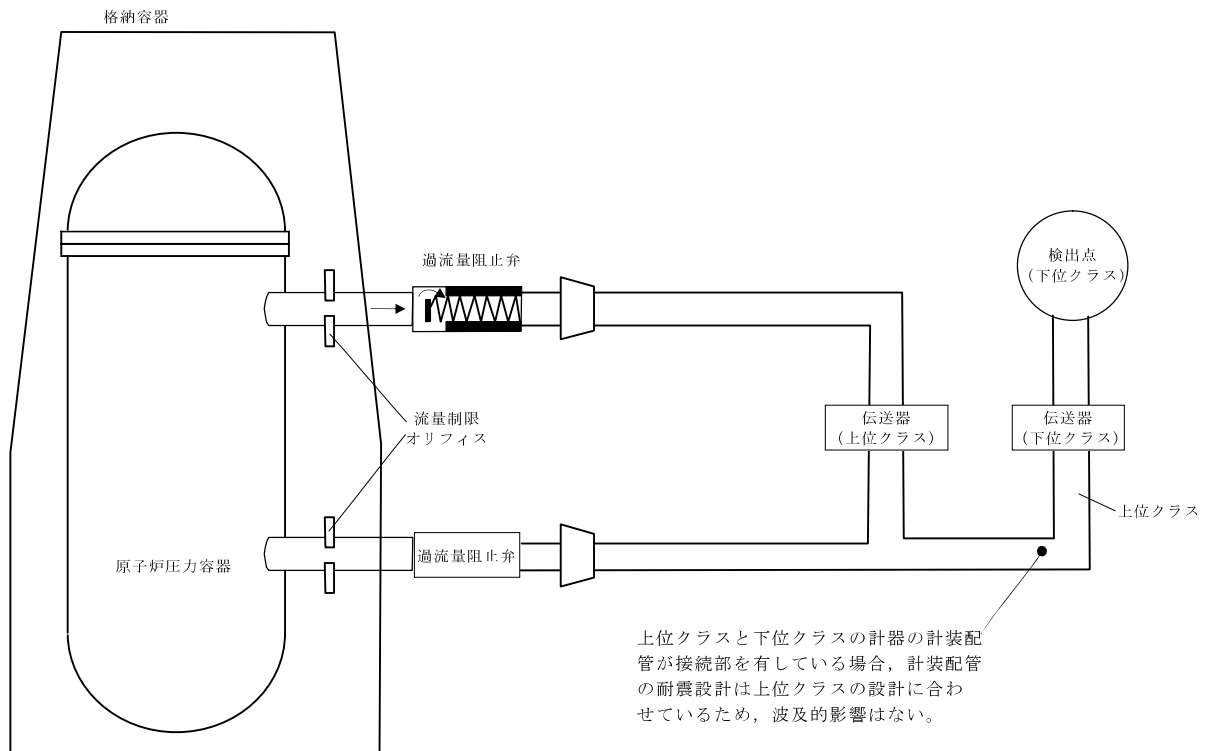 格納容器
過流量阻止弁
検出点
（下位クラス）
流量制限
オリフィス
伝送器
（上位クラス）
伝送器
（下位クラス）
上位クラス
過流量阻止弁
原子炉圧力容器
上位クラスと下位クラスの計器の計装配
管が接続部を有している場合，計装配管
の耐震設計は上位クラスの設計に合わ
せているため，波及的影響はない。